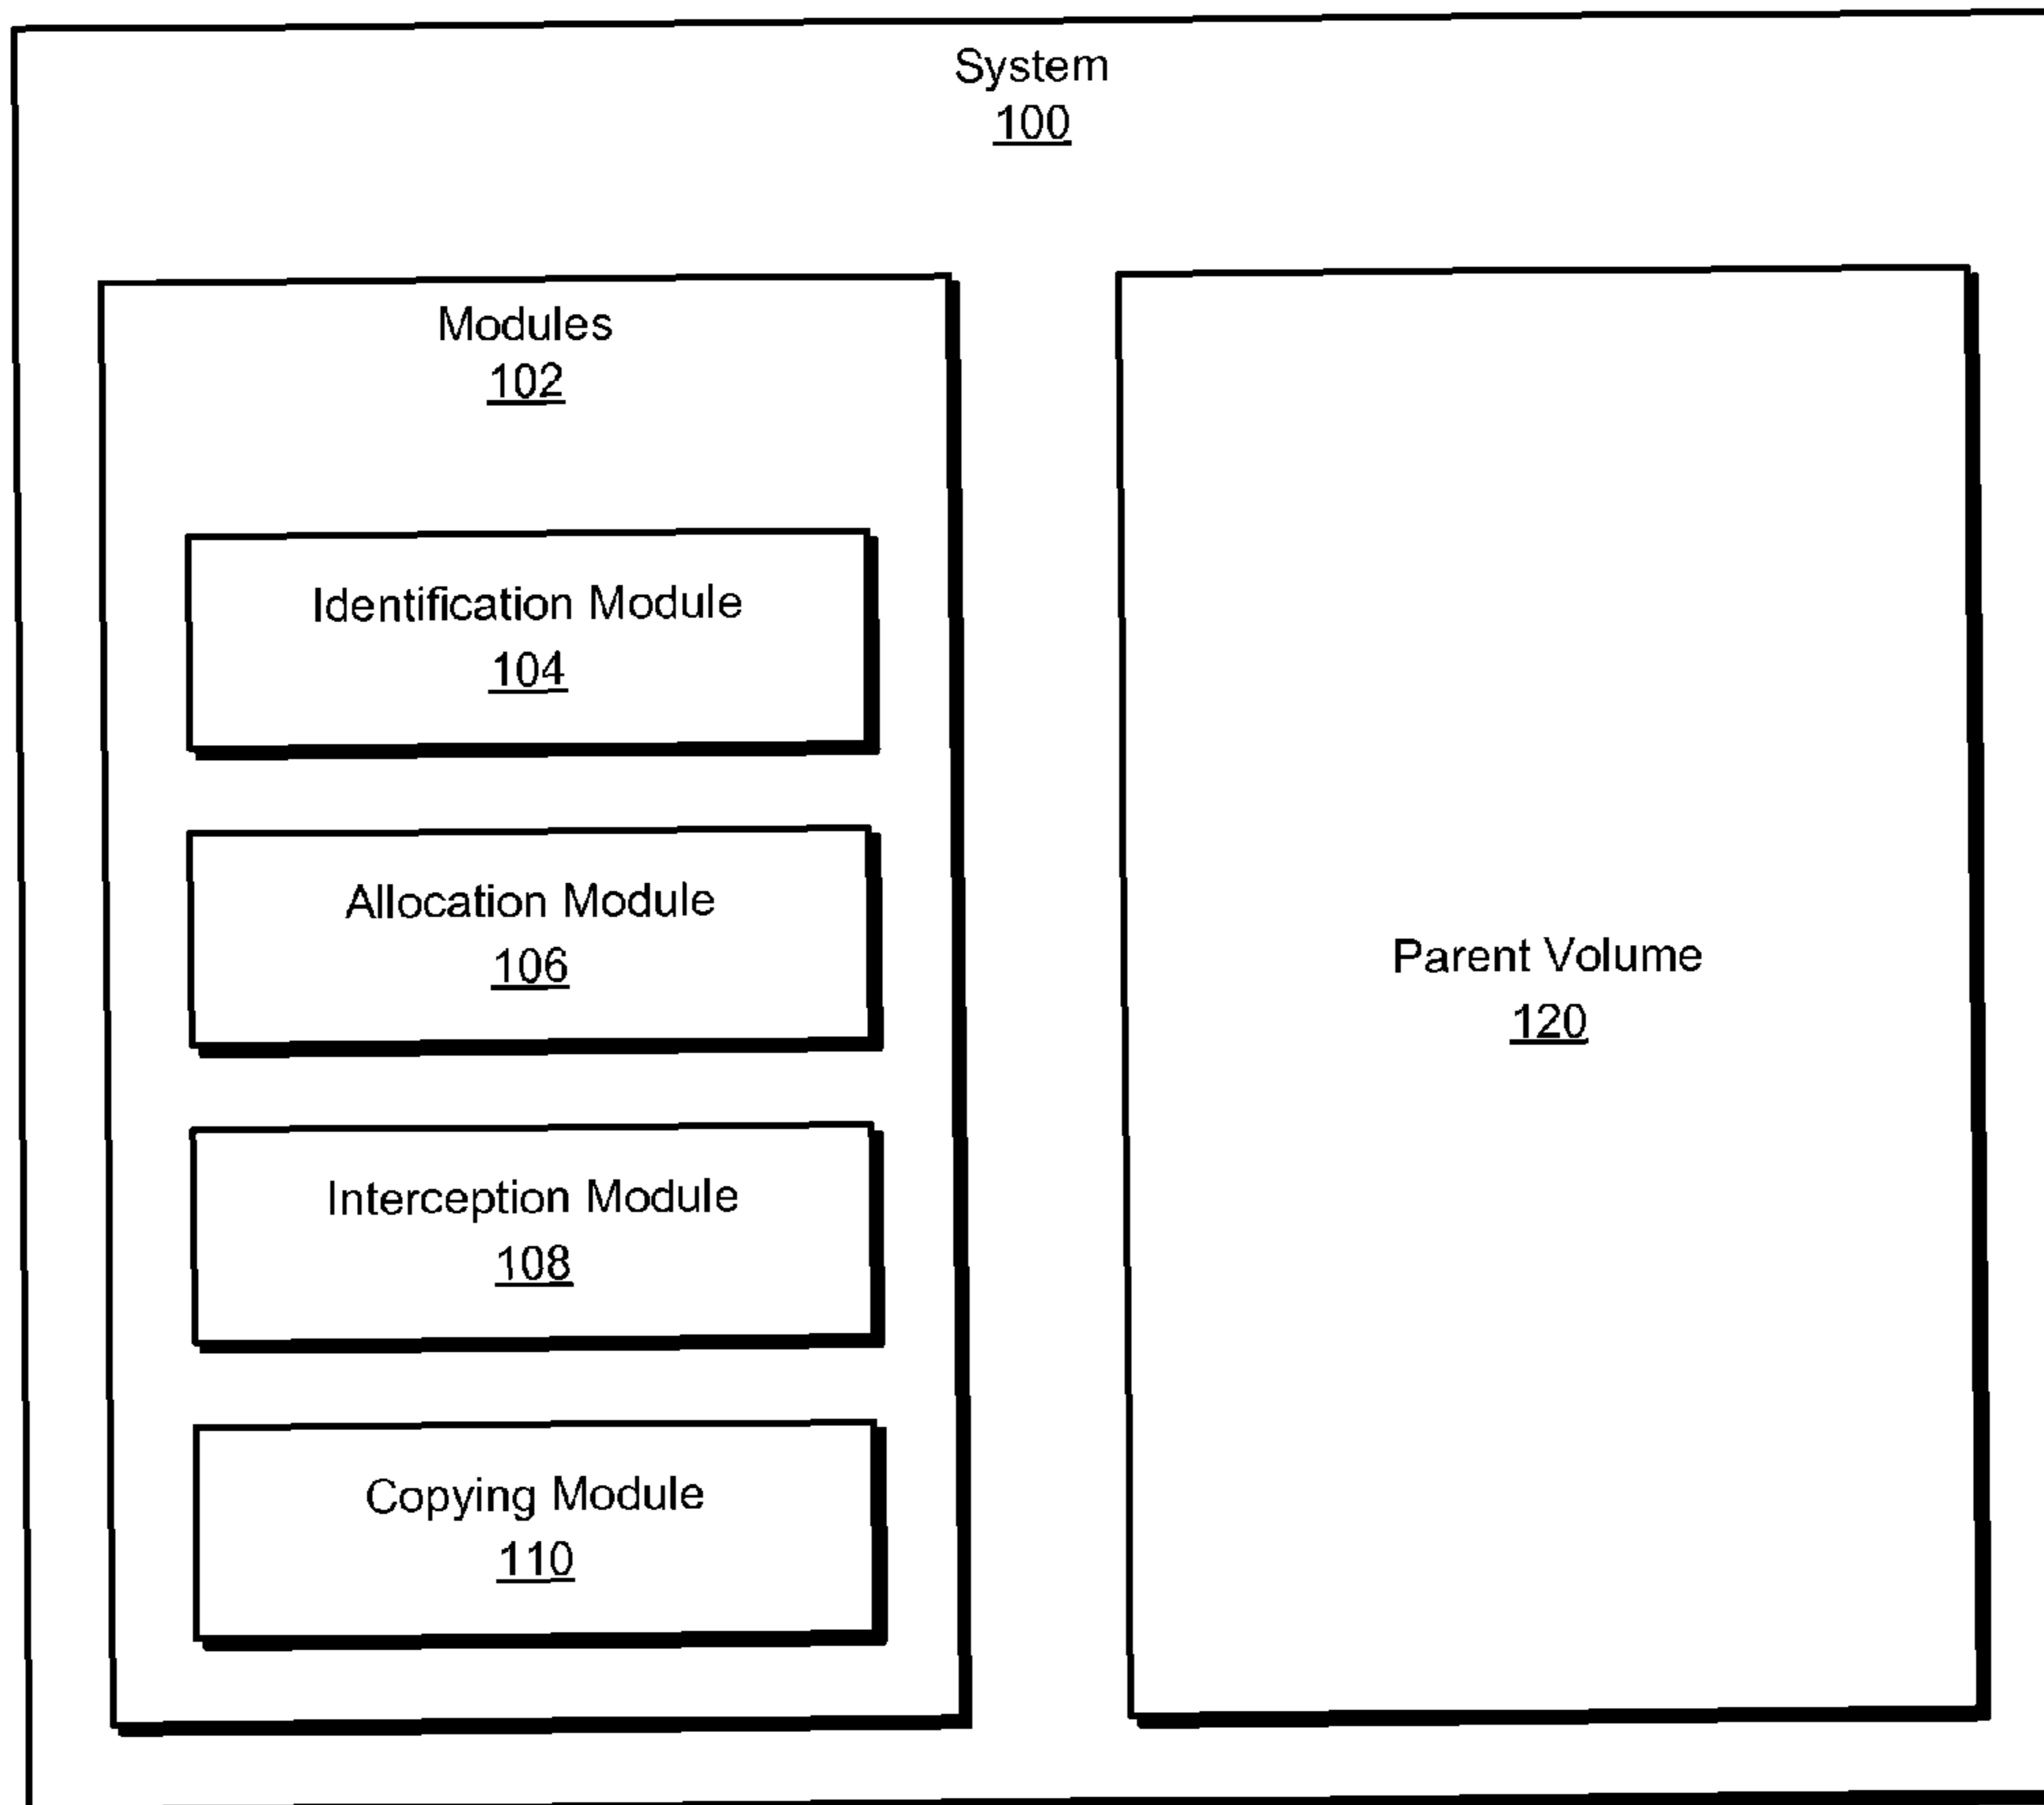 System
100
Modules
102
Identification Module
104
Allocation Module
106
Interception Module
108
Copying Module
110
Parent Volume
120